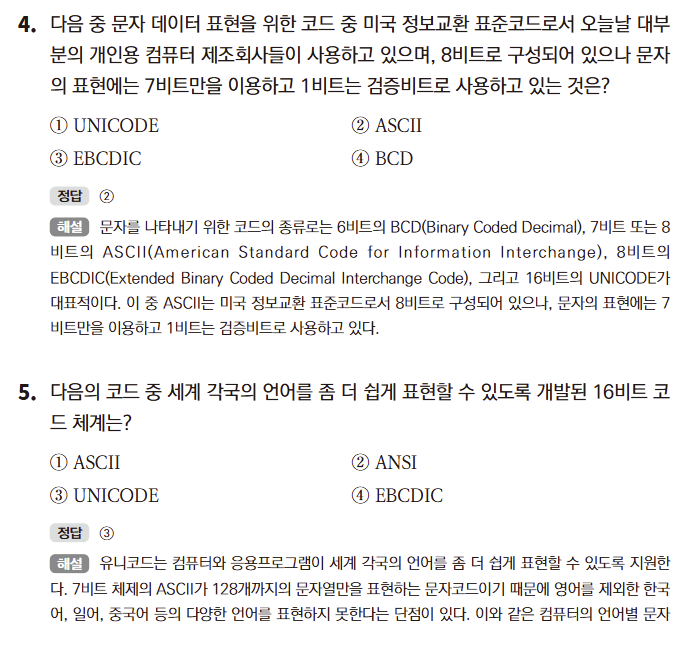 4. 다음 중 문자 데이터 표현을 위한 코드 중 미국 정보교환 표준코드로서 오늘날 대부
분의 개인용 컴퓨터 제조회사들이 사용하고 있으며, 8비트로 구성되어 있으나 문자
의 표현에는 7비트만을 이용하고 1비트는 검증비트로 사용하고 있는 것은?
① UNICODE ② ASCII
③ EBCDIC ④ BCD
정답 ②
해설 문자를 나타내기 위한 코드의 종류로는 6비트의 BCD(Binary Coded Decimal), 7비트 또는 8
비트의 ASCII(American Standard Code for Information Interchange), 8비트의
EBCDIC(Extended Binary Coded Decimal Interchange Code), 그리고 16비트의 UNICODE가
대표적이다. 이 중 ASCII는 미국 정보교환 표준코드로서 8비트로 구성되어 있으나, 문자의 표현에는 7
비트만을 이용하고 1비트는 검증비트로 사용하고 있다.
5. 다음의 코드 중 세계 각국의 언어를 좀 더 쉽게 표현할 수 있도록 개발된 16비트 코
드 체계는?
① ASCII ② ANSI
③ UNICODE ④ EBCDIC
정답 ③
해설 유니코드는 컴퓨터와 응용프로그램이 세계 각국의 언어를 좀 더 쉽게 표현할 수 있도록 지원한
다. 7비트 체제의 ASCII가 128개까지의 문자열만을 표현하는 문자코드이기 때문에 영어를 제외한 한국
어, 일어, 중국어 등의 다양한 언어를 표현하지 못한다는 단점이 있다. 이와 같은 컴퓨터의 언어별 문자